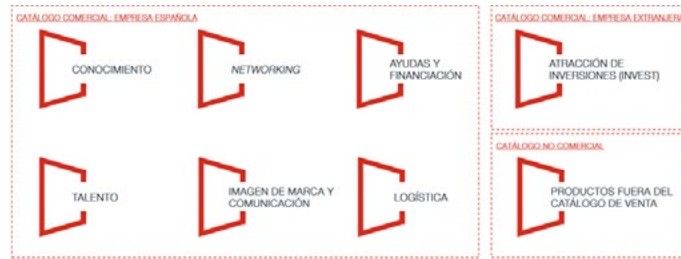 CATÁLOGO COMERCIAL: EMPRESA ESPAÑOLA
CONOCIMIENTO
NETWORKING
AYUDAS Y
FINANCIACIÓN
TALENTO
IMAGEN DE MARCA Y
COMUNICACIÓN
LOGÍSTICA
CATÁLOGO COMERCIAL: EMPRESA EXTRANJERA
ATRACCIÓN DE
INVERSIONES (INVEST)
CATÁLOGO NO COMERCIAL
PRODUCTOS FUERA DEL
CATÁLOGO DE VENTA